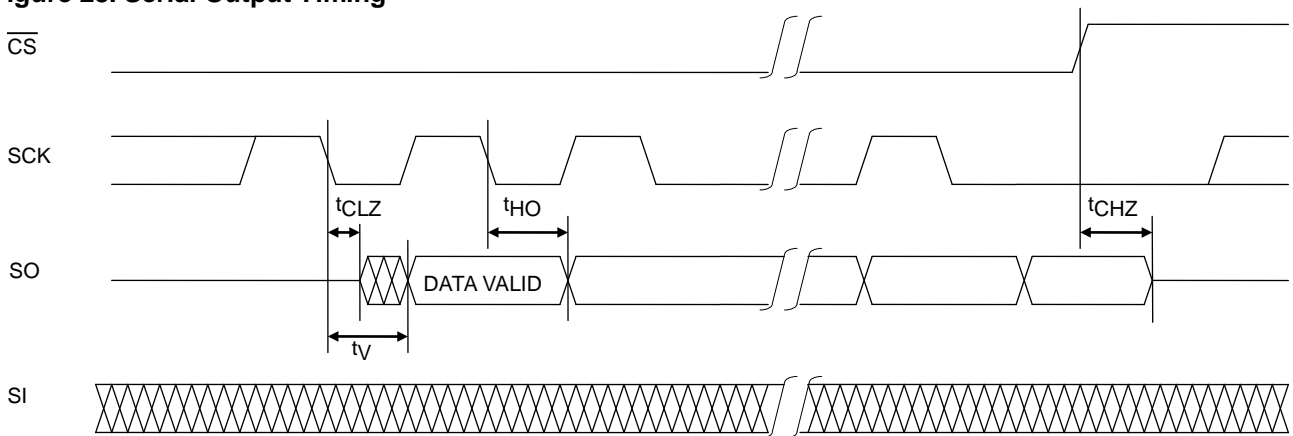 igure 23. Serial Output Timing
CS
SCK
tCLZ
tHO
tCHZ
SO
DATA VALID
tV
SI